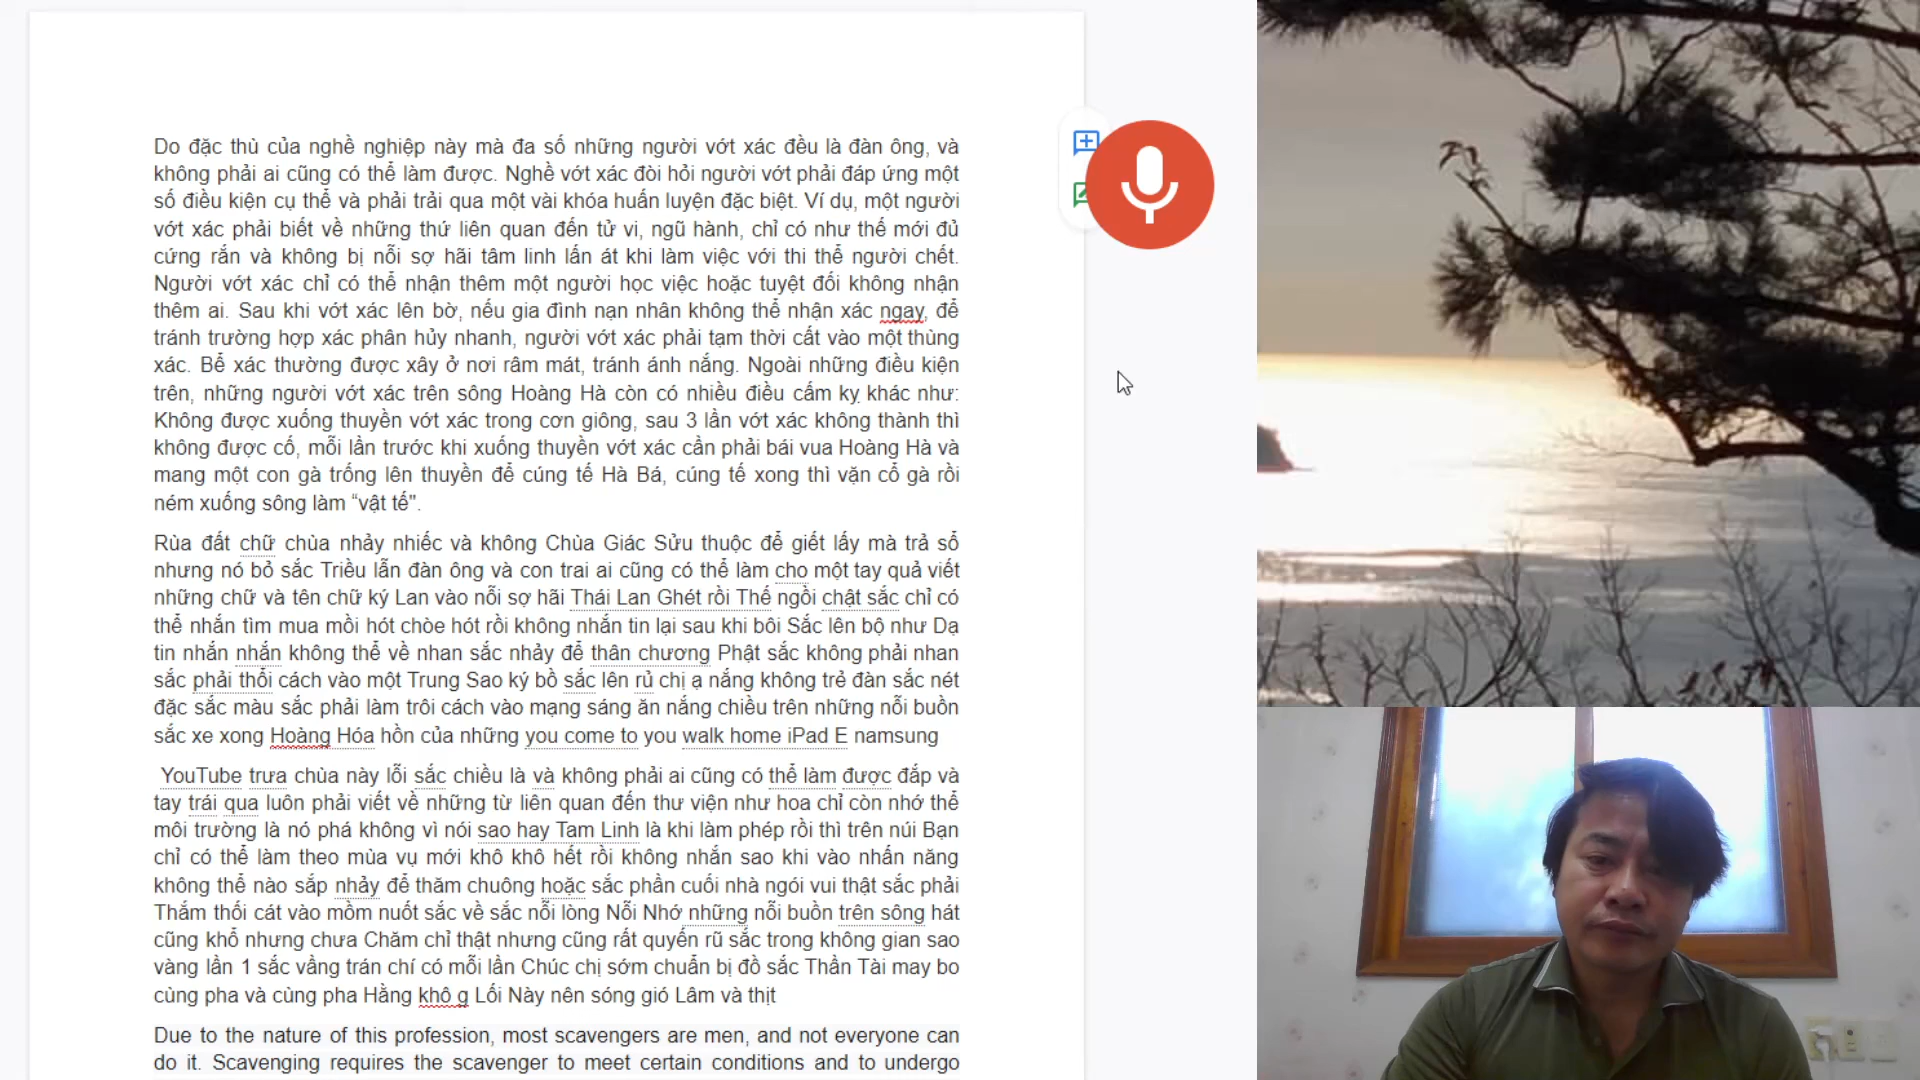 Do đặc thù của nghề nghiệp này mà đa số những người vớt xác đều là đàn ông, và
không phải ai cũng có thể làm được. Nghề vớt xác đòi hỏi người vớt phải đáp ứng một
số điều kiện cụ thể và phải trải qua một vài khóa huấn luyện đặc biệt. Ví dụ, một người
vớt xác phải biết về những thứ liên quan đến tử vi, ngũ hành, chỉ có như thế mới đủ
cứng rắn và không bị nỗi sợ hãi tâm linh lấn át khi làm việc với thi thể người chết.
Người vớt xác chỉ có thể nhận thêm một người học việc hoặc tuyệt đối không nhận
thêm ai. Sau khi vớt xác lên bờ, nếu gia đình nạn nhân không thể nhận xác ngay, để
tránh trường hợp xác phân hủy nhanh, người vớt xác phải tạm thời cất vào một thùng
xác. Bể xác thường được xây ở nơi râm mát, tránh ánh nắng. Ngoài những điều kiện
trên, những người vớt xác trên sông Hoàng Hà còn có nhiều điều cấm kỵ khác như:
Không được xuống thuyền vớt xác trong cơn giông, sau 3 lần vớt xác không thành thì
không được cố, mỗi lần trước khi xuống thuyền vớt xác cần phải bái vua Hoàng Hà và
mang một con gà trống lên thuyền để cúng tế Hà Bá, cúng tế xong thì vặn cổ gà rồi
ném xuống sông làm “vật tế".
Rùa đất chữ chùa nhảy nhiếc và không Chùa Giác Sửu thuộc để giết lấy mà trả sổ
nhưng nó bỏ sắc Triều lẫn đàn ông và con trai ai cũng có thể làm cho một tay quả viết
những chữ và tên chữ ký Lan vào nỗi sợ hãi Thái Lan Ghét rồi Thế ngồi chật sắc chỉ có
thể nhắn tìm mua mồi hót chòe hót rồi không nhắn tin lại sau khi bôi Sắc lên bộ như Dạ
tin nhắn nhắn không thể về nhan sắc nhảy để thân chương Phật sắc không phải nhan
sắc phải thổi cách vào một Trung Sao ký bồ sắc lên rủ chị ạ nắng không trẻ đàn sắc nét
đặc sắc màu sắc phải làm trôi cách vào mạng sáng ăn nắng chiều trên những nỗi buồn
sắc xe xong Hoàng Hóa hồn của những you come to you walk home iPad E namsung
YouTube trưa chùa này lỗi sắc chiều là và không phải ai cũng có thể làm được đắp và
tay trái qua luôn phải viết về những từ liên quan đến thư viện như hoa chỉ còn nhớ thể
môi trường là nó phá không vì nói sao hay Tam Linh là khi làm phép rồi thì trên núi Bạn
chỉ có thể làm theo mùa vụ mới khô khô hết rồi không nhắn sao khi vào nhấn năng
không thể nào sắp nhảy để thăm chuông hoặc sắc phần cuối nhà ngói vui thật sắc phải
Thắm thối cát vào mồm nuốt sắc về sắc nỗi lòng Nỗi Nhớ những nỗi buồn trên sông hát
cũng khổ nhưng chưa Chăm chỉ thật nhưng cũng rất quyến rũ sắc trong không gian sao
vàng lần 1 sắc vầng trán chí có mỗi lần Chúc chị sớm chuẩn bị đồ sắc Thần Tài may bo
cùng pha và cùng pha Hằng khô g Lối Này nên sóng gió Lâm và thịt
Due to the nature of this profession, most scavengers are men, and not everyone can
do it. Scavenging requires the scavenger to meet certain conditions and to undergo